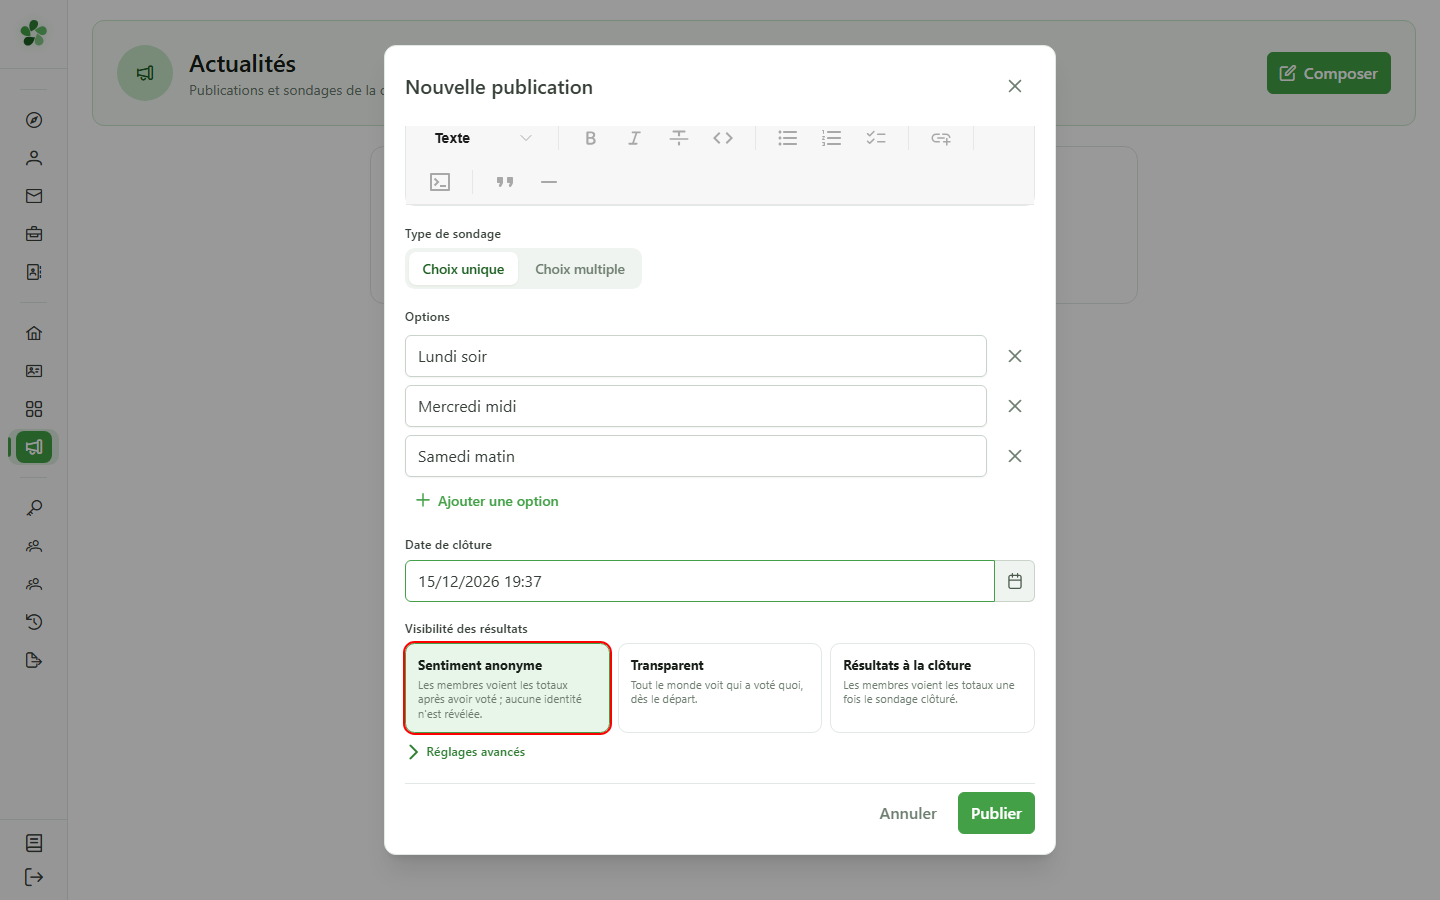 Actualités
Publications et sondages de la c
Composer
Nouvelle publication
Texte
Type de sondage
Choix unique
Choix multiple
Options
Lundi soir
Mercredi midi
Samedi matin
Ajouter une option
Date de clôture
15/12/2026 19:37
Visibilité des résultats
Sentiment anonyme
Les membres voient les totaux
après avoir voté ; aucune identité
n'est révélée.
Transparent
Tout le monde voit qui a voté quoi,
dès le départ.
Résultats à la clôture
Les membres voient les totaux une
fois le sondage clôturé.
Réglages avancés
Annuler
Publier